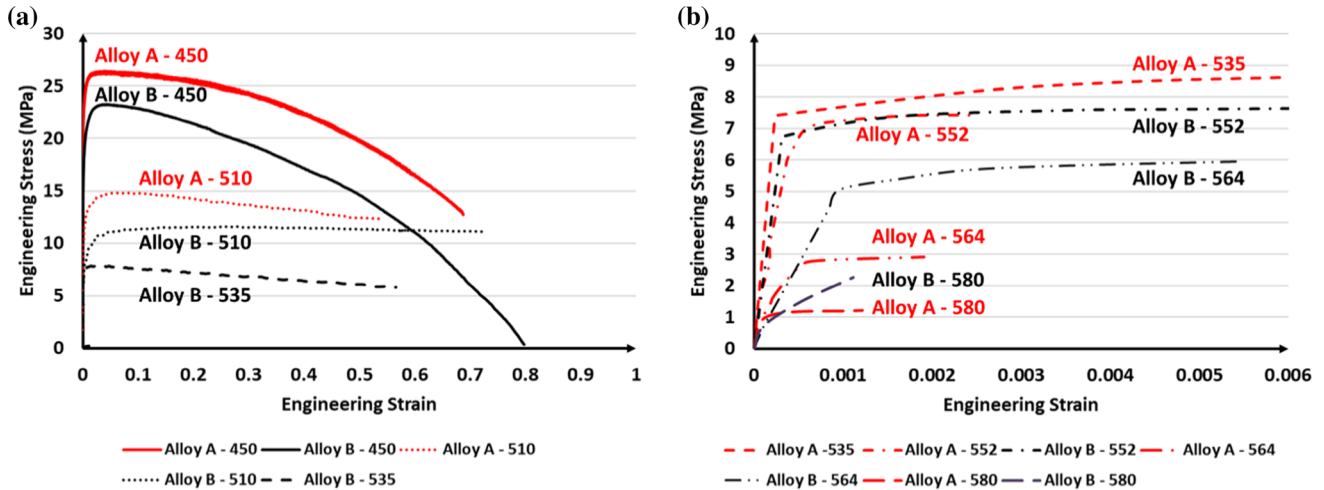 (a)
30
25
20
15
10
5
0
Engineering Stress (MPa)
Alloy A - 450
Alloy B - 450
Alloy A - 510
Alloy B - 510
Alloy B - 535
0 0.1 0.2 0.3 0.4 0.5 0.6 0.7 0.8 0.9 1
Engineering Strain
Alloy A - 450 Alloy B - 450 Alloy A - 510
Alloy B - 510 Alloy B - 535
(b)
10
9
8
7
6
5
4
3
2
1
0
Engineering Stress (MPa)
Alloy A - 535
Alloy B - 552
Alloy A - 552
Alloy B - 564
Alloy A - 564
Alloy B - 580
Alloy A - 580
0 0.001 0.002 0.003 0.004 0.005 0.006
Engineering Strain
Alloy A -535 Alloy A - 552 Alloy B - 552 Alloy A - 564
Alloy B - 564 Alloy A - 580 Alloy B - 580